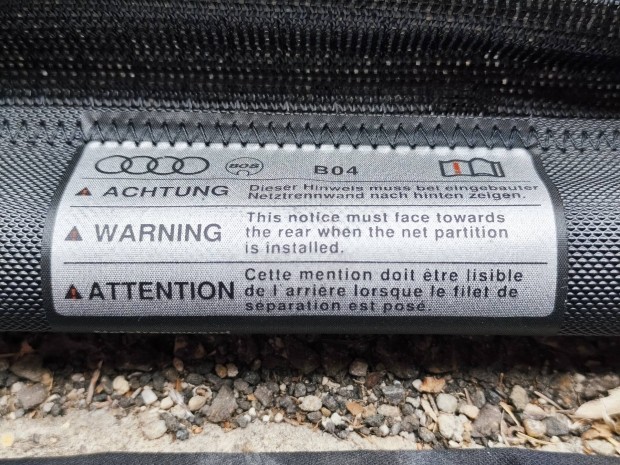 BOS B04
ACHTUNG
Dieser Hinweis muss bei eingebauter
Netztrennwand nach hinten zeigen.
WARNING
This notice must face towards
the rear when the net partition
is installed.
ATTENTION
Cette mention doit être lisible
de l'arrière lorsque le filet de
séparation est posé.